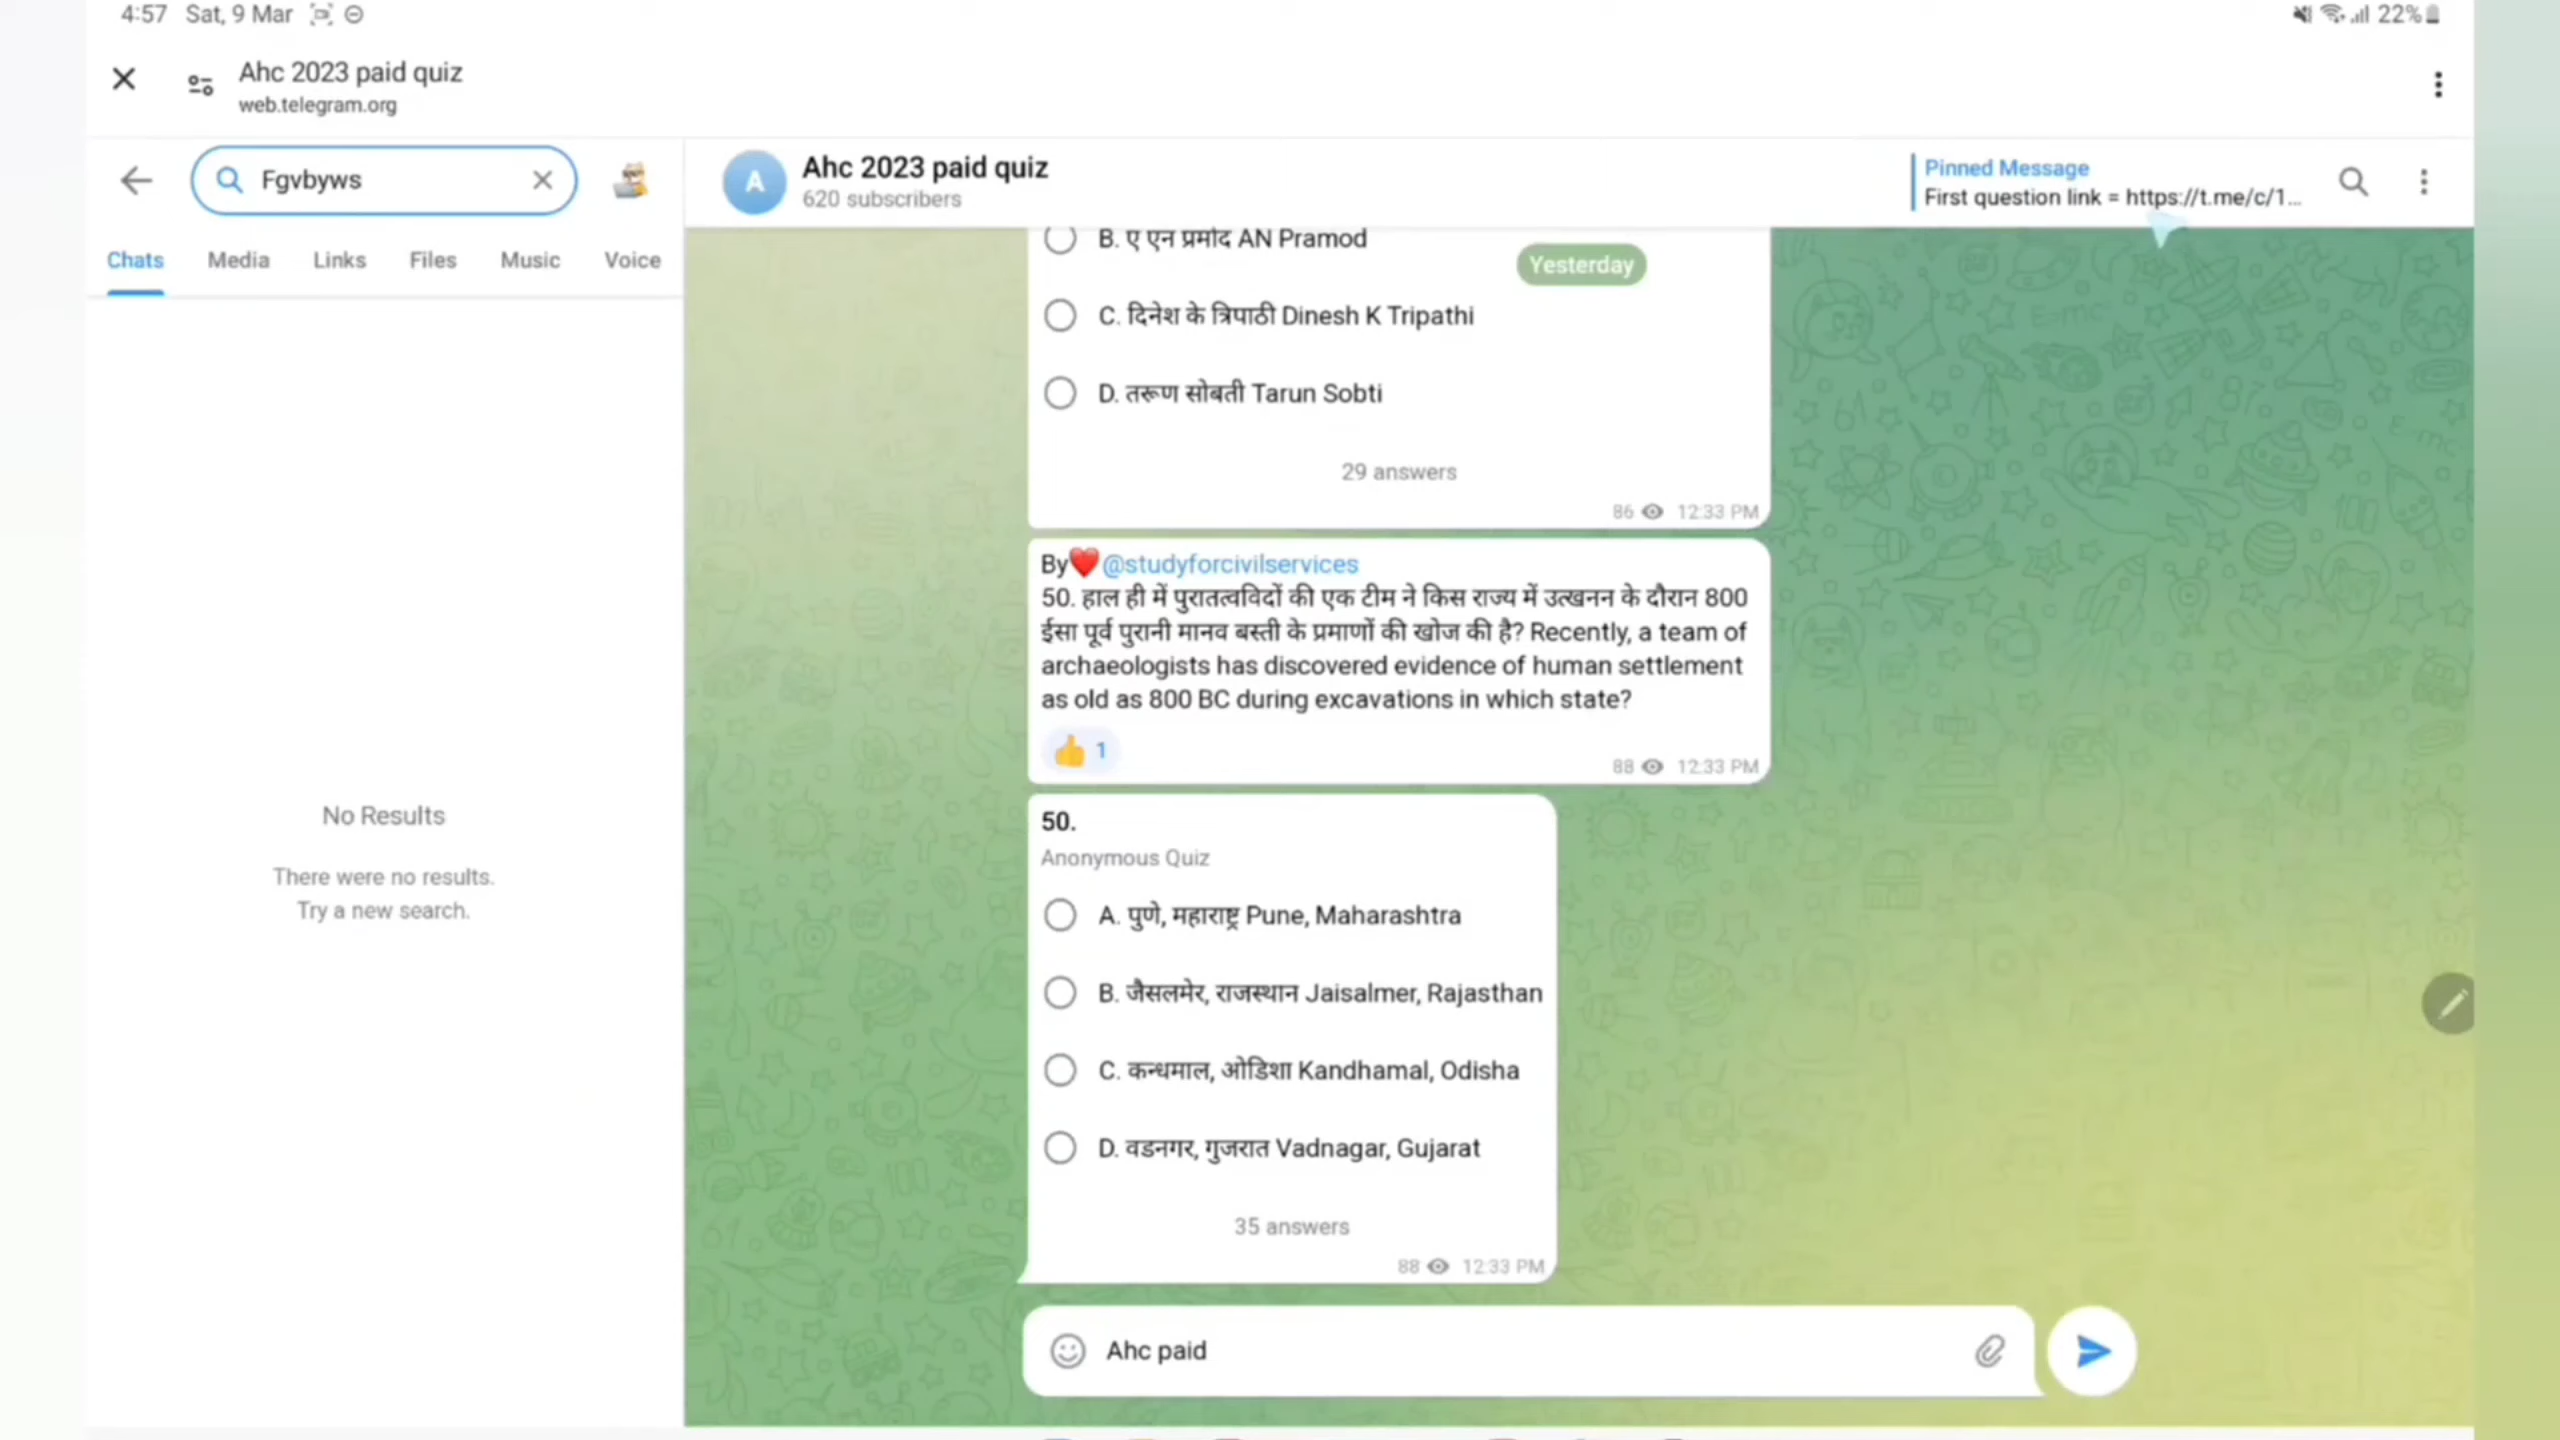 4:57 Sat, 9 Mar
22%
Ahc 2023 paid quiz
web.telegram.org
Fgvbyws
Chats Media Links Files Music Voice
No Results
There were no results.
Try a new search.
A
Ahc 2023 paid quiz
620 subscribers
Pinned Message
First question link = https://t.me/c/1...
B. ए एन प्रमोद AN Pramod
Yesterday
C. दिनेश के त्रिपाठी Dinesh K Tripathi
D. तरूण सोबती Tarun Sobti
29 answers
86 12:33 PM
By❤️@studyforcivilservices
50. हाल ही में पुरातत्वविदों की एक टीम ने किस राज्य में उत्खनन के दौरान 800
ईसा पूर्व पुरानी मानव बस्ती के प्रमाणों की खोज की है? Recently, a team of
archaeologists has discovered evidence of human settlement
as old as 800 BC during excavations in which state?
👍 1
88 12:33 PM
50.
Anonymous Quiz
A. पुणे, महाराष्ट्र Pune, Maharashtra
B. जैसलमेर, राजस्थान Jaisalmer, Rajasthan
C. कन्धमाल, ओडिशा Kandhamal, Odisha
D. वडनगर, गुजरात Vadnagar, Gujarat
35 answers
88 12:33 PM
Ahc paid